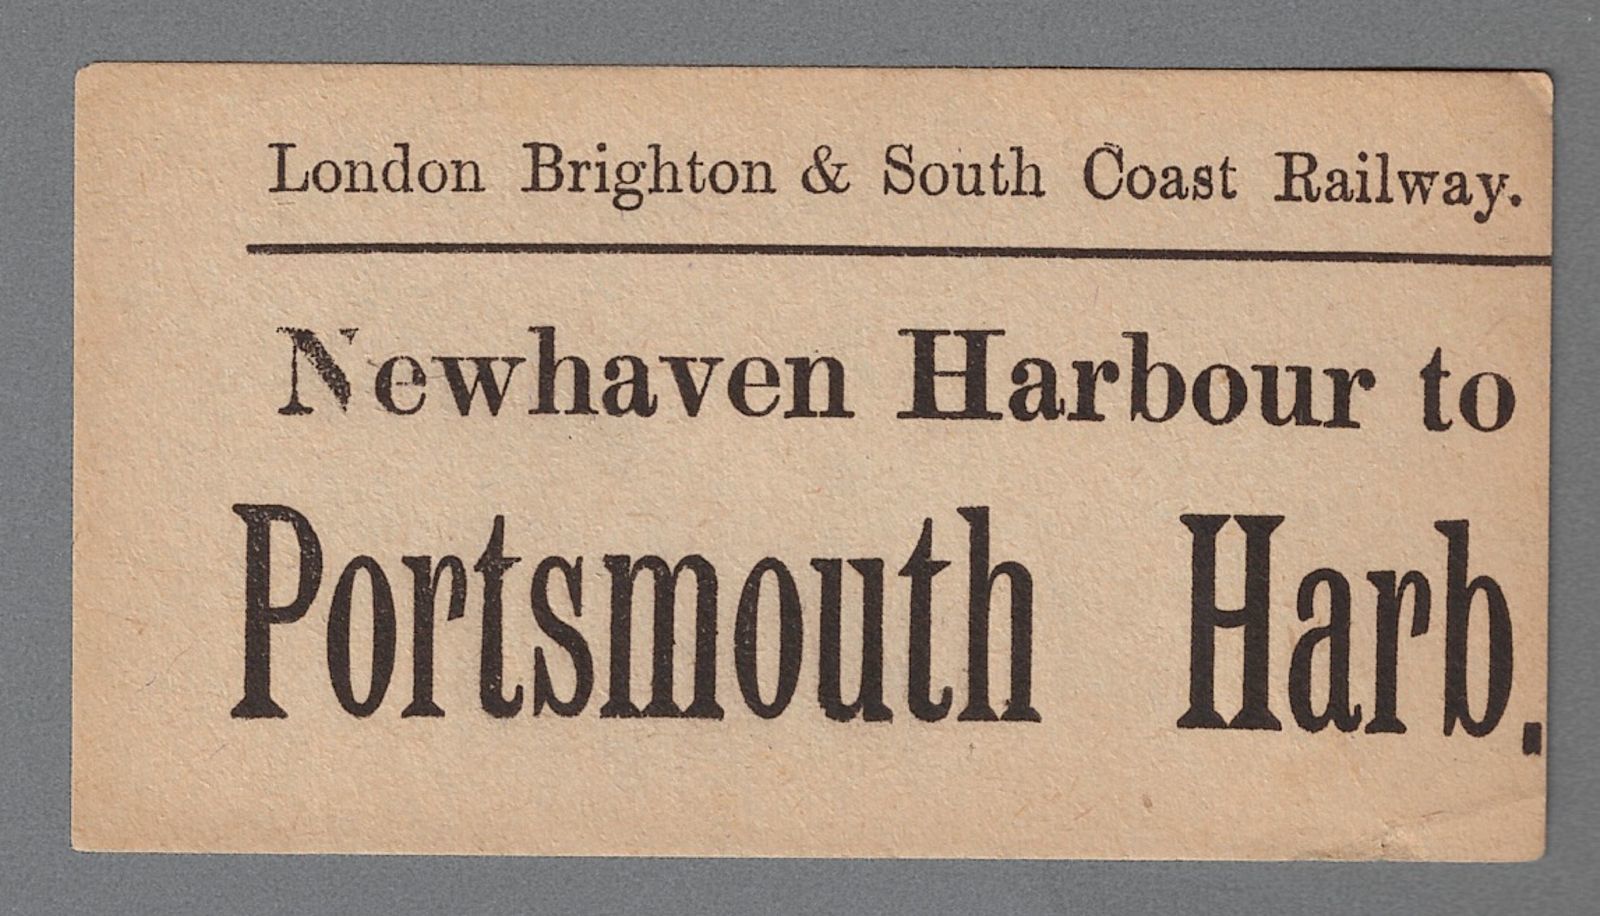 London Brighton & South Coast Railway.
Newhaven Harbour to
Portsmouth Harb.